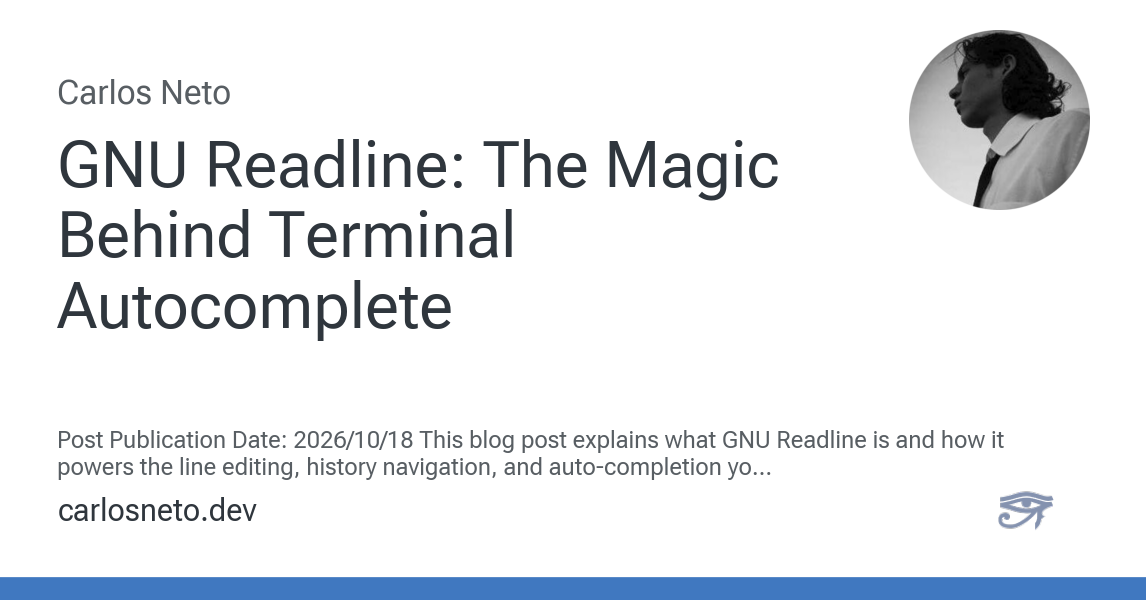 Carlos Neto
GNU Readline: The Magic
Behind Terminal
Autocomplete
Post Publication Date: 2026/10/18 This blog post explains what GNU Readline is and how it
powers the line editing, history navigation, and auto-completion yo...
carlosneto.dev